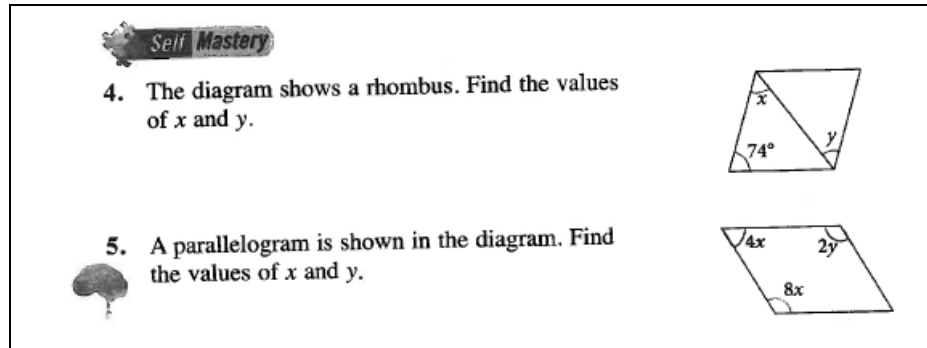 Self Mastery
4. The diagram shows a rhombus. Find the values
of x and y.
x
y
74°
5. A parallelogram is shown in the diagram. Find
the values of x and y.
4x
2y
8x